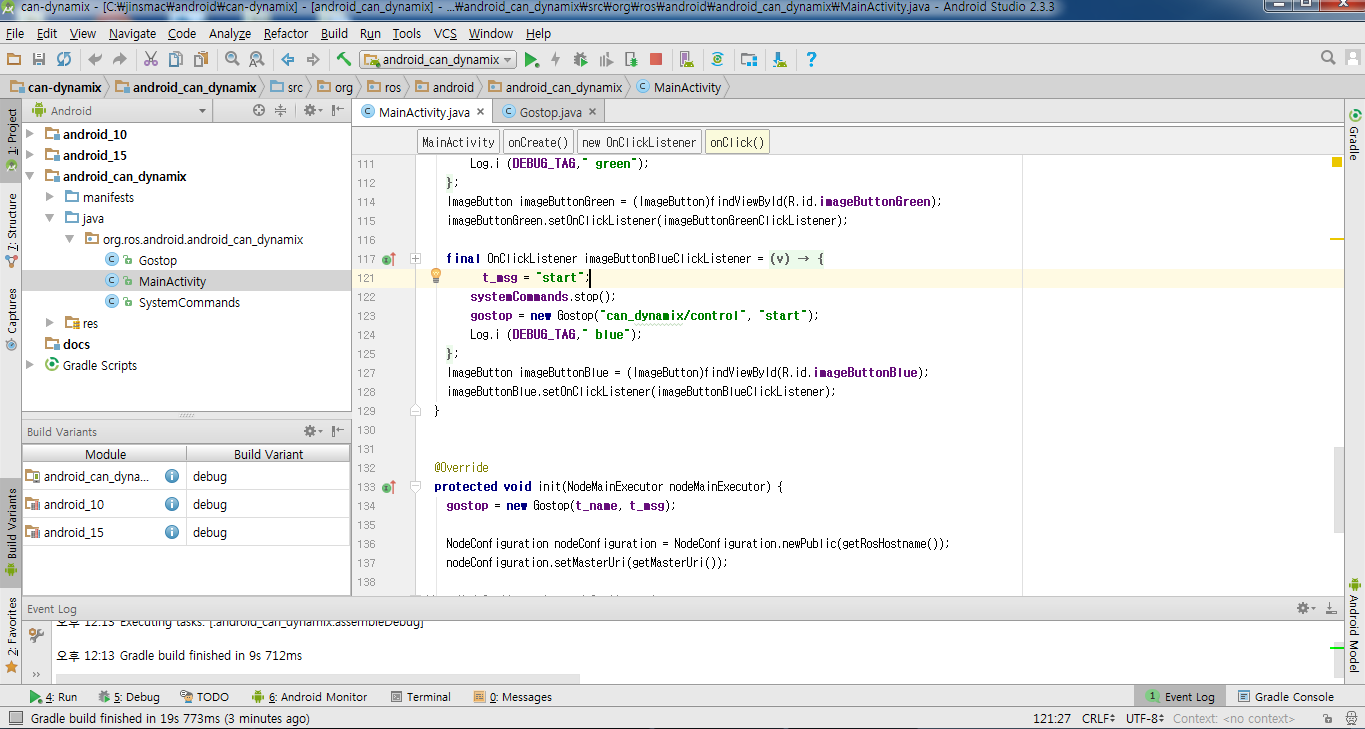 can-dynamix - [C:₩jinsmac₩android₩can-dynamix] - [android_can_dynamix] - ...₩android_can_dynamix₩src₩org₩ros₩android₩android_can_dynamix₩MainActivity.java - Android Studio 2.3.3
File Edit View Navigate Code Analyze Refactor Build Run Tools VCS Window Help
android_can_dynamix
can-dynamix android_can_dynamix src org ros android android_can_dynamix MainActivity
Android
MainActivity.java Gostop.java
MainActivity onCreate() new OnClickListener onClick()
1: Project
7: Structure
Captures
Build Variants
2: Favorites
android_10
android_15
android_can_dynamix
manifests
java
org.ros.android.android_can_dynamix
Gostop
MainActivity
SystemCommands
res
docs
Gradle Scripts
Build Variants
Module Build Variant
android_can_dyna... debug
android_10 debug
android_15 debug
111 Log.i (DEBUG_TAG," green");
112 };
114 ImageButton imageButtonGreen = (ImageButton)findViewById(R.id.imageButtonGreen);
115 imageButtonGreen.setOnClickListener(imageButtonGreenClickListener);
116
117 final OnClickListener imageButtonBlueClickListener = (v) → {
121 t_msg = "start";
122 systemCommands.stop();
123 gostop = new Gostop("can_dynamix/control", "start");
124 Log.i (DEBUG_TAG," blue");
125 };
127 ImageButton imageButtonBlue = (ImageButton)findViewById(R.id.imageButtonBlue);
128 imageButtonBlue.setOnClickListener(imageButtonBlueClickListener);
129 }
130
131
132 @Override
133 protected void init(NodeMainExecutor nodeMainExecutor) {
134 gostop = new Gostop(t_name, t_msg);
135
136 NodeConfiguration nodeConfiguration = NodeConfiguration.newPublic(getRosHostname());
137 nodeConfiguration.setMasterUri(getMasterUri());
138
Gradle
Android Model
Event Log
오후 12:13 Executing tasks: [:android_can_dynamix:assembleDebug]
오후 12:13 Gradle build finished in 9s 712ms
4: Run 5: Debug TODO 6: Android Monitor Terminal 0: Messages 1 Event Log Gradle Console
Gradle build finished in 19s 773ms (3 minutes ago) 121:27 CRLF UTF-8 Context: <no context>